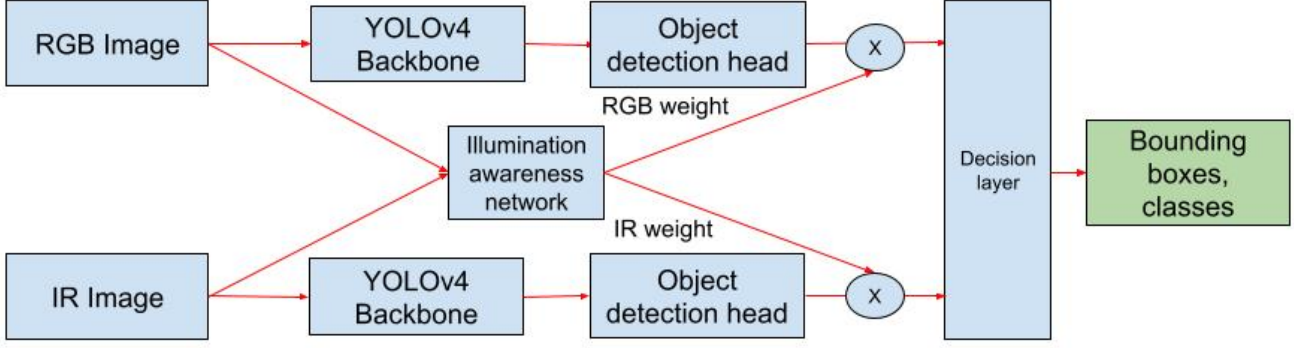 RGB Image
YOLOv4
Backbone
Object
detection head
X
RGB weight
Illumination
awareness
network
Decision
layer
Bounding
boxes,
classes
IR weight
IR Image
YOLOv4
Backbone
Object
detection head
X